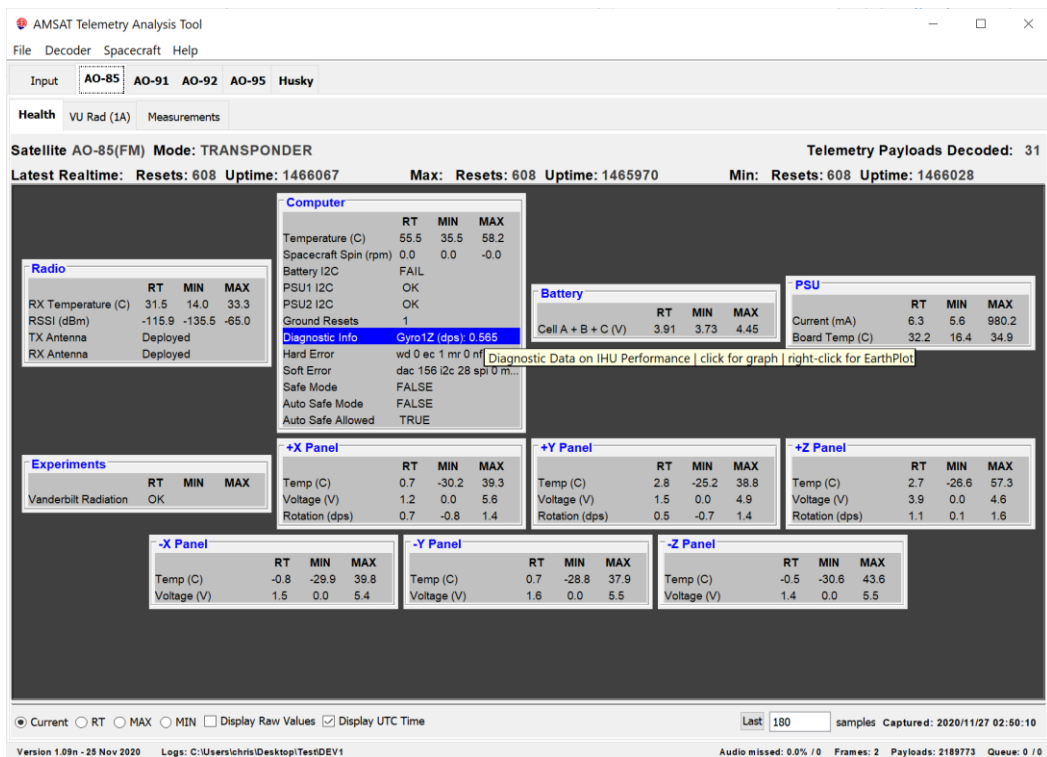 AMSAT Telemetry Analysis Tool
File Decoder Spacecraft Help
Input AO-85 AO-91 AO-92 AO-95 Husky
Health VU Rad (1A) Measurements
Satellite AO-85(FM) Mode: TRANSPONDER Telemetry Payloads Decoded: 31
Latest Realtime: Resets: 608 Uptime: 1466067 Max: Resets: 608 Uptime: 1465970 Min: Resets: 608 Uptime: 1466028
Radio
RT MIN MAX
RX Temperature (C) 31.5 14.0 33.3
RSSI (dBm) -115.9 -135.5 -65.0
TX Antenna Deployed
RX Antenna Deployed
Computer
RT MIN MAX
Temperature (C) 55.5 35.5 58.2
Spacecraft Spin (rpm) 0.0 0.0 -0.0
Battery I2C FAIL
PSU1 I2C OK
PSU2 I2C OK
Ground Resets 1
Diagnostic Info Gyro1Z (dps): 0.565
Hard Error wd 0 ec 1 mr 0 nf
Soft Error dac 156 i2c 28 spi 0 m...
Safe Mode FALSE
Auto Safe Mode FALSE
Auto Safe Allowed TRUE
Battery
RT MIN MAX
Cell A + B + C (V) 3.91 3.73 4.45
Diagnostic Data on IHU Performance | click for graph | right-click for EarthPlot
PSU
RT MIN MAX
Current (mA) 6.3 5.6 980.2
Board Temp (C) 32.2 16.4 34.9
Experiments
RT MIN MAX
Vanderbilt Radiation OK
+X Panel
RT MIN MAX
Temp (C) 0.7 -30.2 39.3
Voltage (V) 1.2 0.0 5.6
Rotation (dps) 0.7 -0.8 1.4
+Y Panel
RT MIN MAX
Temp (C) 2.8 -25.2 38.8
Voltage (V) 1.5 0.0 4.9
Rotation (dps) 0.5 -0.7 1.4
+Z Panel
RT MIN MAX
Temp (C) 2.7 -26.6 57.3
Voltage (V) 3.9 0.0 4.6
Rotation (dps) 1.1 0.1 1.6
-X Panel
RT MIN MAX
Temp (C) -0.8 -29.9 39.8
Voltage (V) 1.5 0.0 5.4
-Y Panel
RT MIN MAX
Temp (C) 0.7 -28.8 37.9
Voltage (V) 1.6 0.0 5.5
-Z Panel
RT MIN MAX
Temp (C) -0.5 -30.6 43.6
Voltage (V) 1.4 0.0 5.5
Current RT MAX MIN Display Raw Values Display UTC Time Last 180 samples Captured: 2020/11/27 02:50:10
Version 1.09n - 25 Nov 2020 Logs: C:\Users\chris\Desktop\Test\DEV1 Audio missed: 0.0% / 0 Frames: 2 Payloads: 2189773 Queue: 0 / 0